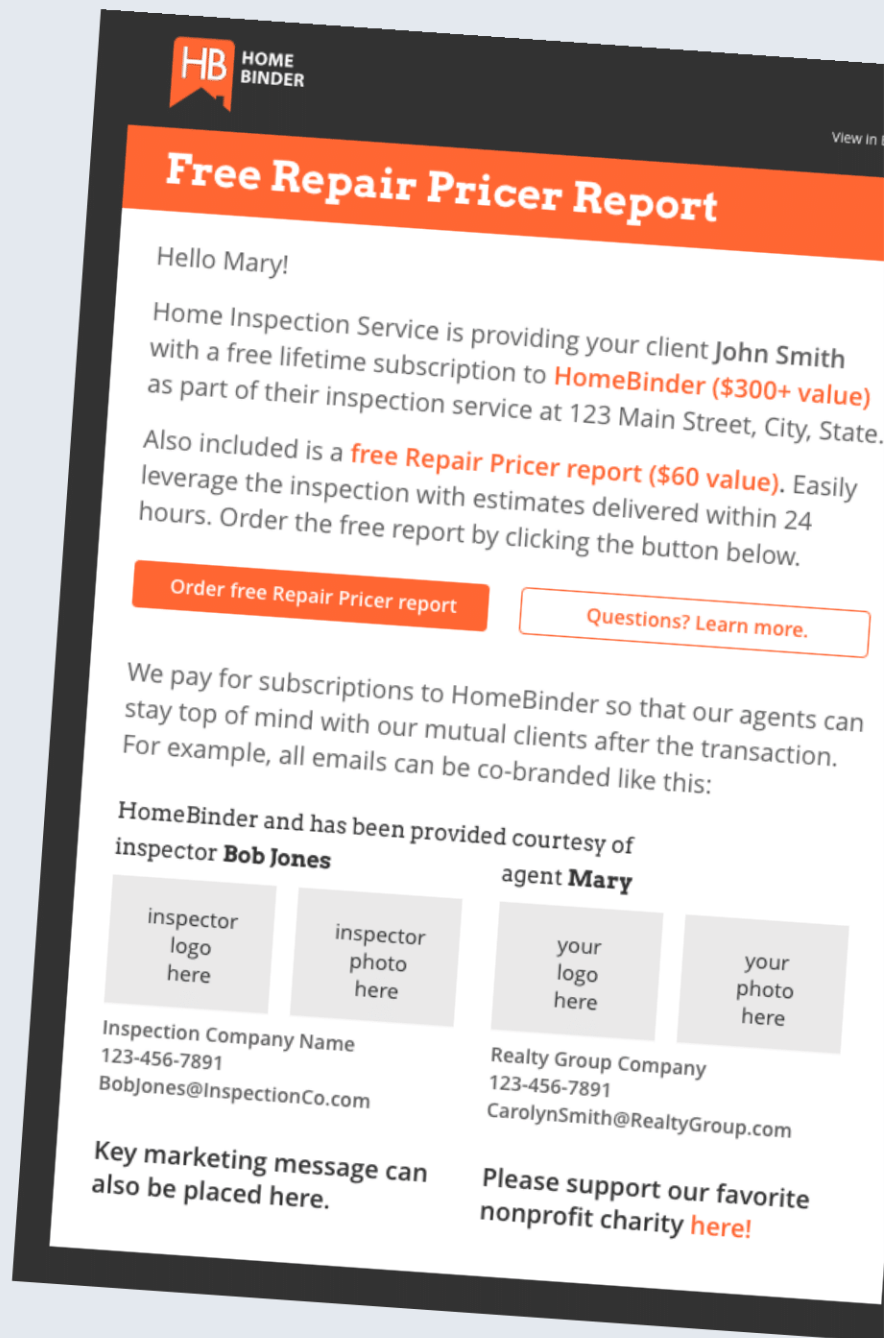 HB HOME
BINDER
View in
Free Repair Pricer Report
Hello Mary!
Home Inspection Service is providing your client John Smith
with a free lifetime subscription to HomeBinder ($300+ value)
as part of their inspection service at 123 Main Street, City, State.
Also included is a free Repair Pricer report ($60 value). Easily
leverage the inspection with estimates delivered within 24
hours. Order the free report by clicking the button below.
Order free Repair Pricer report
Questions? Learn more.
We pay for subscriptions to HomeBinder so that our agents can
stay top of mind with our mutual clients after the transaction.
For example, all emails can be co-branded like this:
HomeBinder and has been provided courtesy of
inspector Bob Jones
agent Mary
inspector
logo
here
inspector
photo
here
your
logo
here
your
photo
here
Inspection Company Name
123-456-7891
BobJones@InspectionCo.com
Realty Group Company
123-456-7891
CarolynSmith@RealtyGroup.com
Key marketing message can
also be placed here.
Please support our favorite
nonprofit charity here!